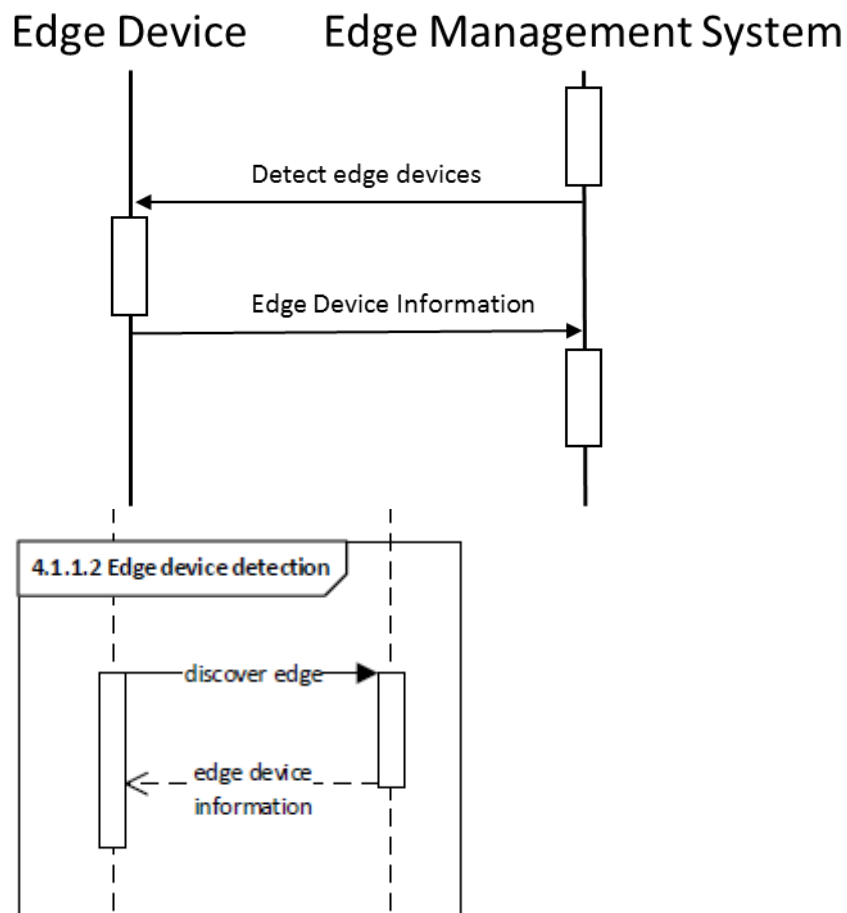 Edge Device Edge Management System
Detect edge devices
Edge Device Information
4.1.1.2 Edge device detection
discover edge
edge device
information